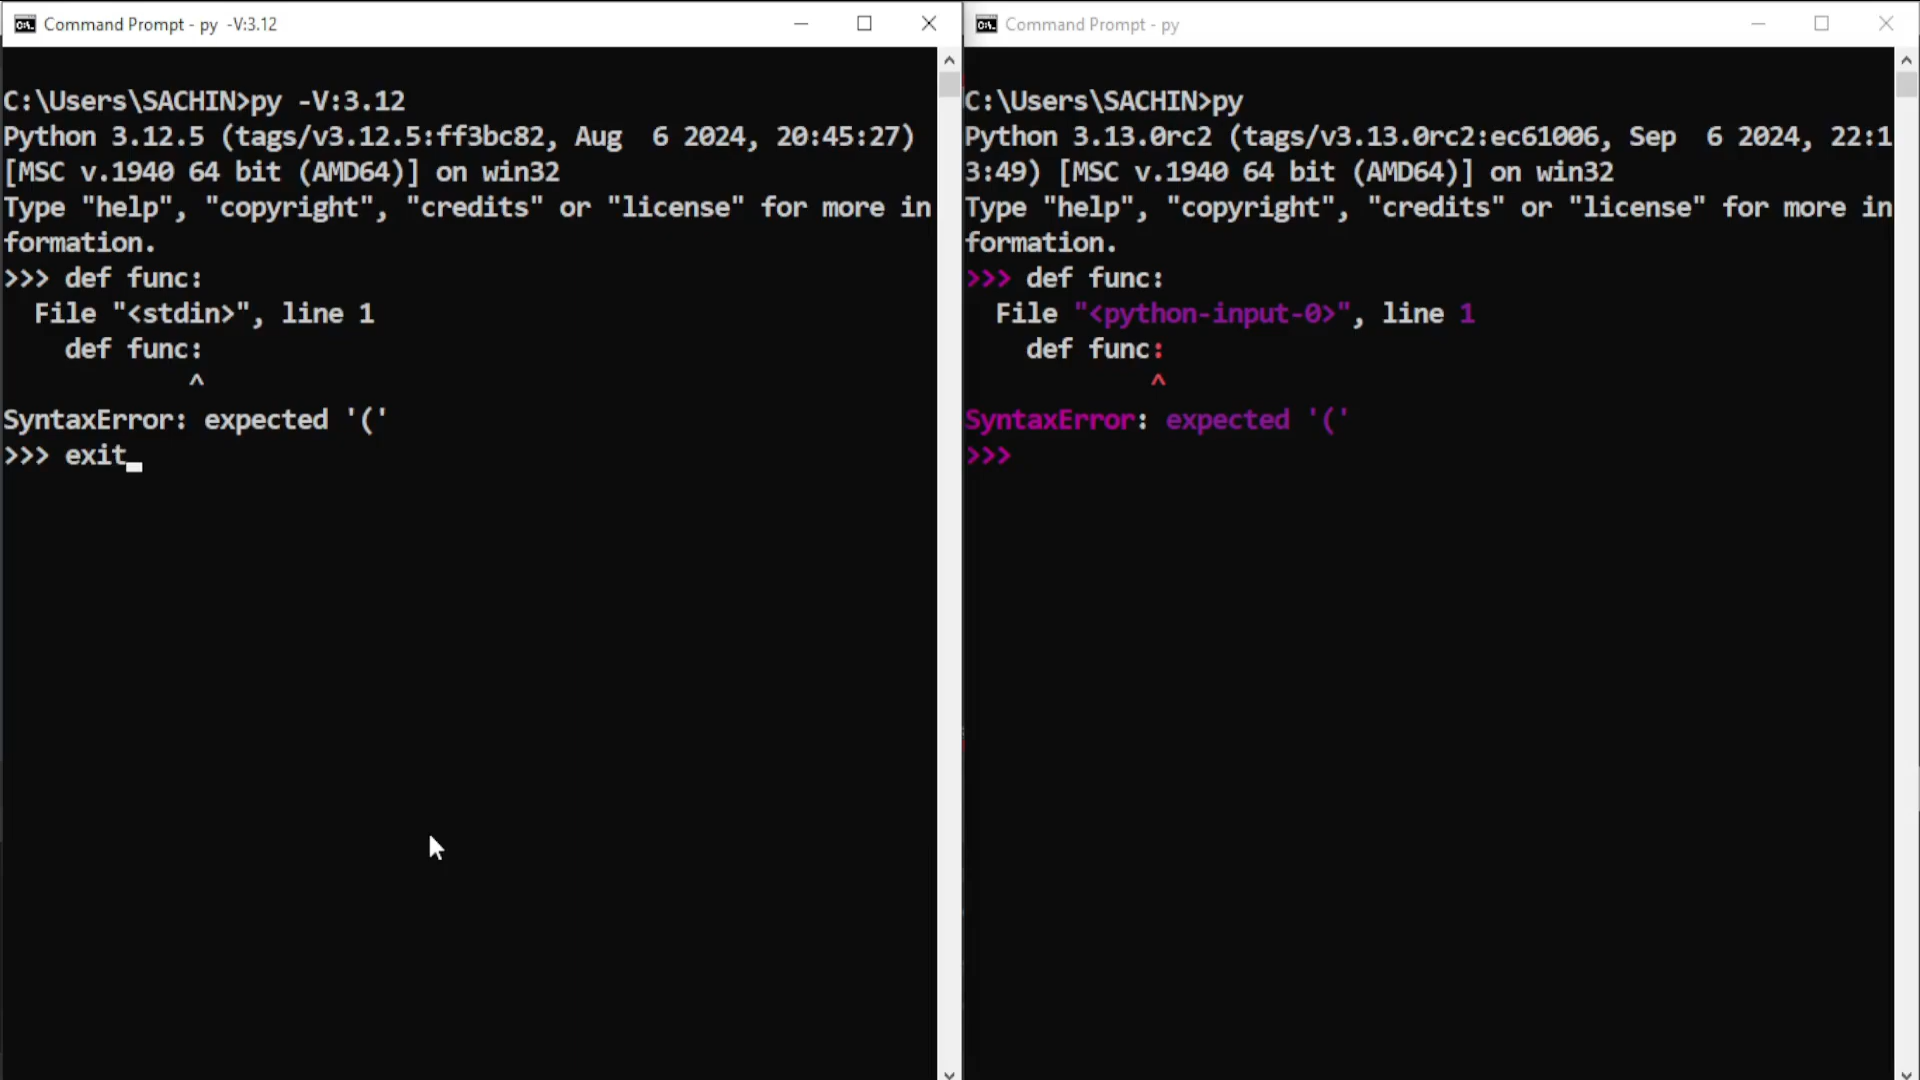 Command Prompt - py  -V:3.12
C:\Users\SACHIN>py -V:3.12
Python 3.12.5 (tags/v3.12.5:ff3bc82, Aug  6 2024, 20:45:27)
[MSC v.1940 64 bit (AMD64)] on win32
Type "help", "copyright", "credits" or "license" for more in
formation.
>>> def func:
  File "<stdin>", line 1
    def func:
            ^
SyntaxError: expected '('
>>> exit_
Command Prompt - py
C:\Users\SACHIN>py
Python 3.13.0rc2 (tags/v3.13.0rc2:ec61006, Sep  6 2024, 22:1
3:49) [MSC v.1940 64 bit (AMD64)] on win32
Type "help", "copyright", "credits" or "license" for more in
formation.
>>> def func:
  File "<python-input-0>", line 1
    def func:
            ^
SyntaxError: expected '('
>>>